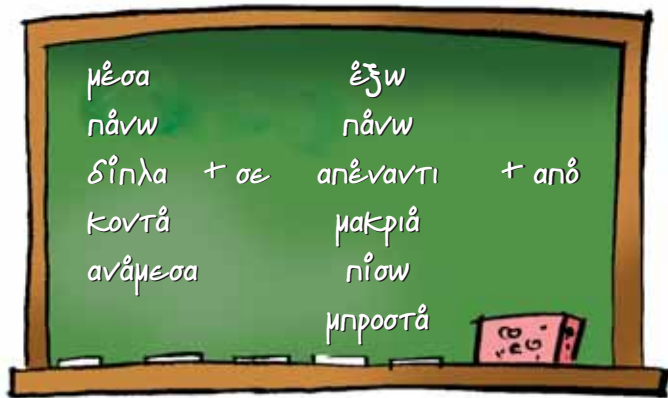 μέσα έξω
πάνω πάνω
δίπλα + σε απέναντι + από
κοντά μακριά
ανάμεσα πίσω
μπροστά